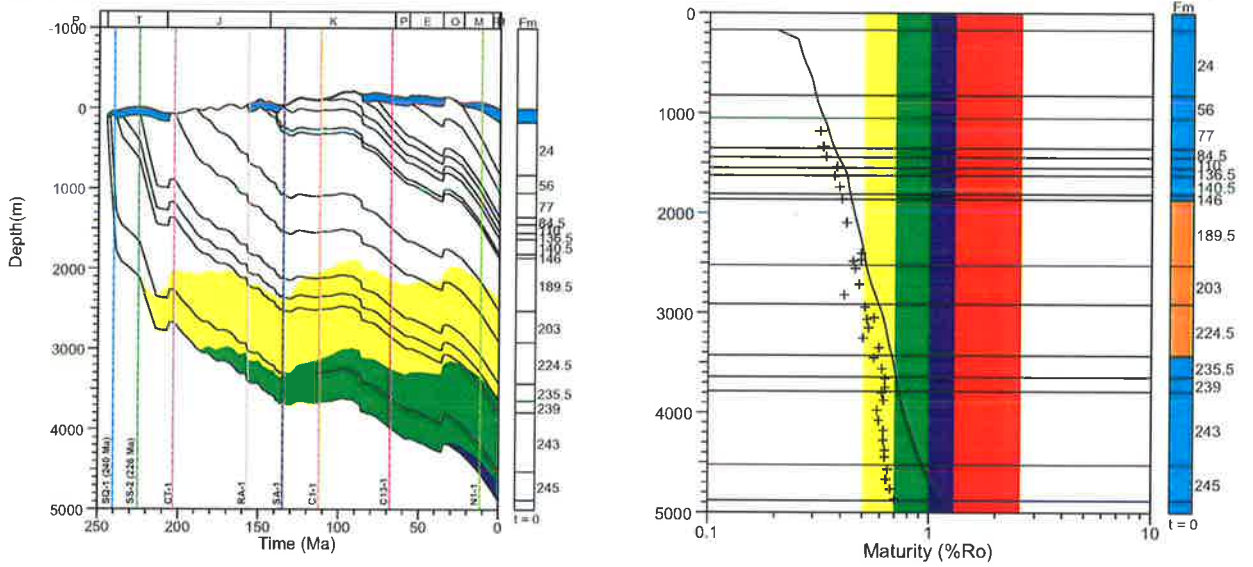 P T J K P E O M Fm
-1000
0
1000
2000
3000
4000
5000
Depth(m)
SQ-1 (240 Ma)
SS-2 (226 Ma)
CT-1
RA-1
SA-1
C1-1
C13-1
N1-1
250 200 150 100 50 0
Time (Ma)
24
56
77
84.5
110
136.5
140.5
146
189.5
203
224.5
235.5
239
243
245
t = 0
Fm
0
1000
2000
3000
4000
5000
0.1 1 10
Maturity (%Ro)
24
56
77
84.5
110
136.5
140.5
146
189.5
203
224.5
235.5
239
243
245
t = 0